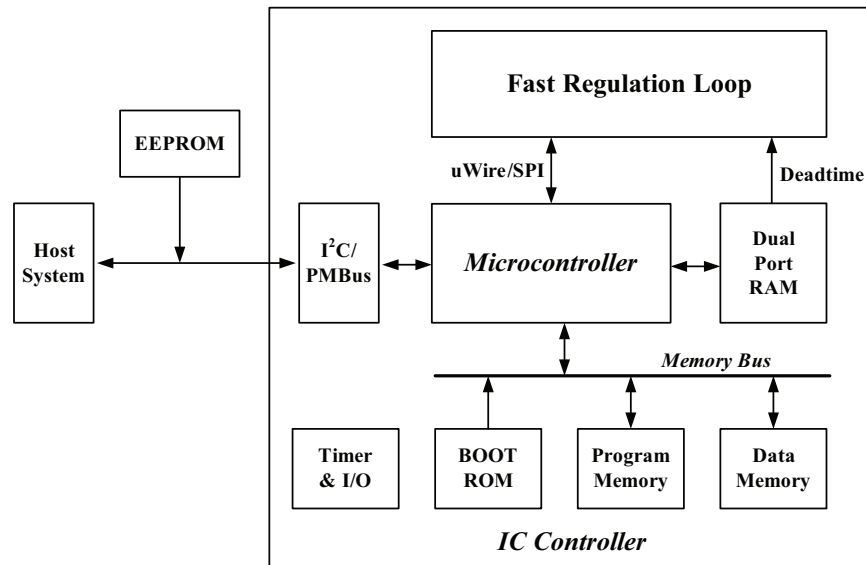 Fast Regulation Loop
EEPROM
uWire/SPI
Deadtime
Host
System
I²C/
PMBus
Microcontroller
Dual
Port
RAM
Memory Bus
Timer
& I/O
BOOT
ROM
Program
Memory
Data
Memory
IC Controller